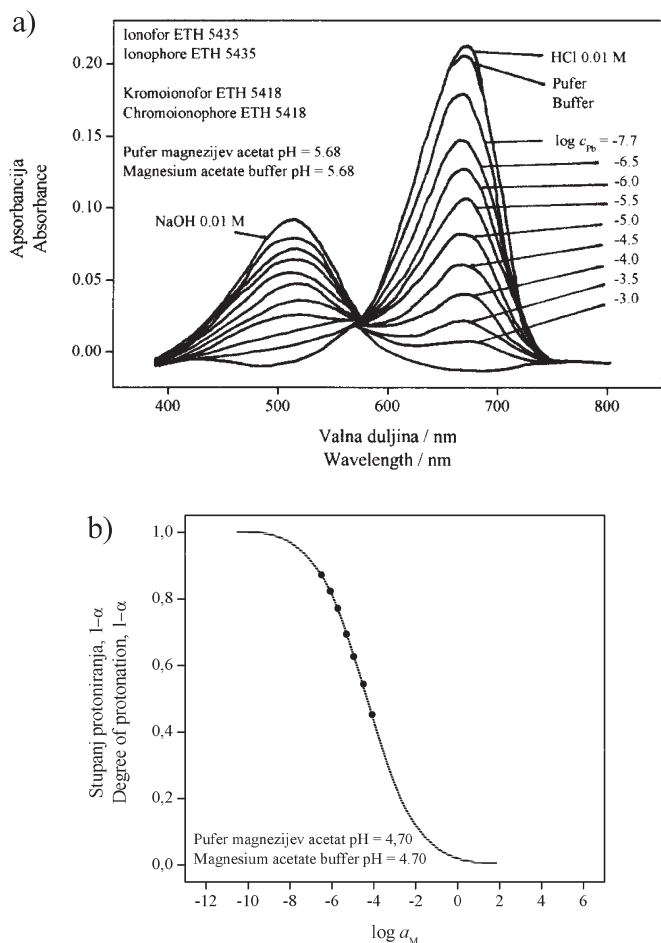 a)
Ionofor ETH 5435
Ionophore ETH 5435
Kromoionofor ETH 5418
Chromoionophore ETH 5418
Pufer magnezijev acetat pH = 5.68
Magnesium acetate buffer pH = 5.68
NaOH 0.01 M
HCl 0.01 M
Pufer
Buffer
log c_Pb = -7.7
-6.5
-6.0
-5.5
-5.0
-4.5
-4.0
-3.5
-3.0
Apsorbancija
Absorbance
0.20
0.15
0.10
0.05
0.00
400 500 600 700 800
Valna duljina / nm
Wavelength / nm
b)
Stupanj protoniranja, 1–α
Degree of protonation, 1–α
1,0
0,8
0,6
0,4
0,2
0,0
Pufer magnezijev acetat pH = 4,70
Magnesium acetate buffer pH = 4.70
-12 -10 -8 -6 -4 -2 0 2 4 6
log a_M